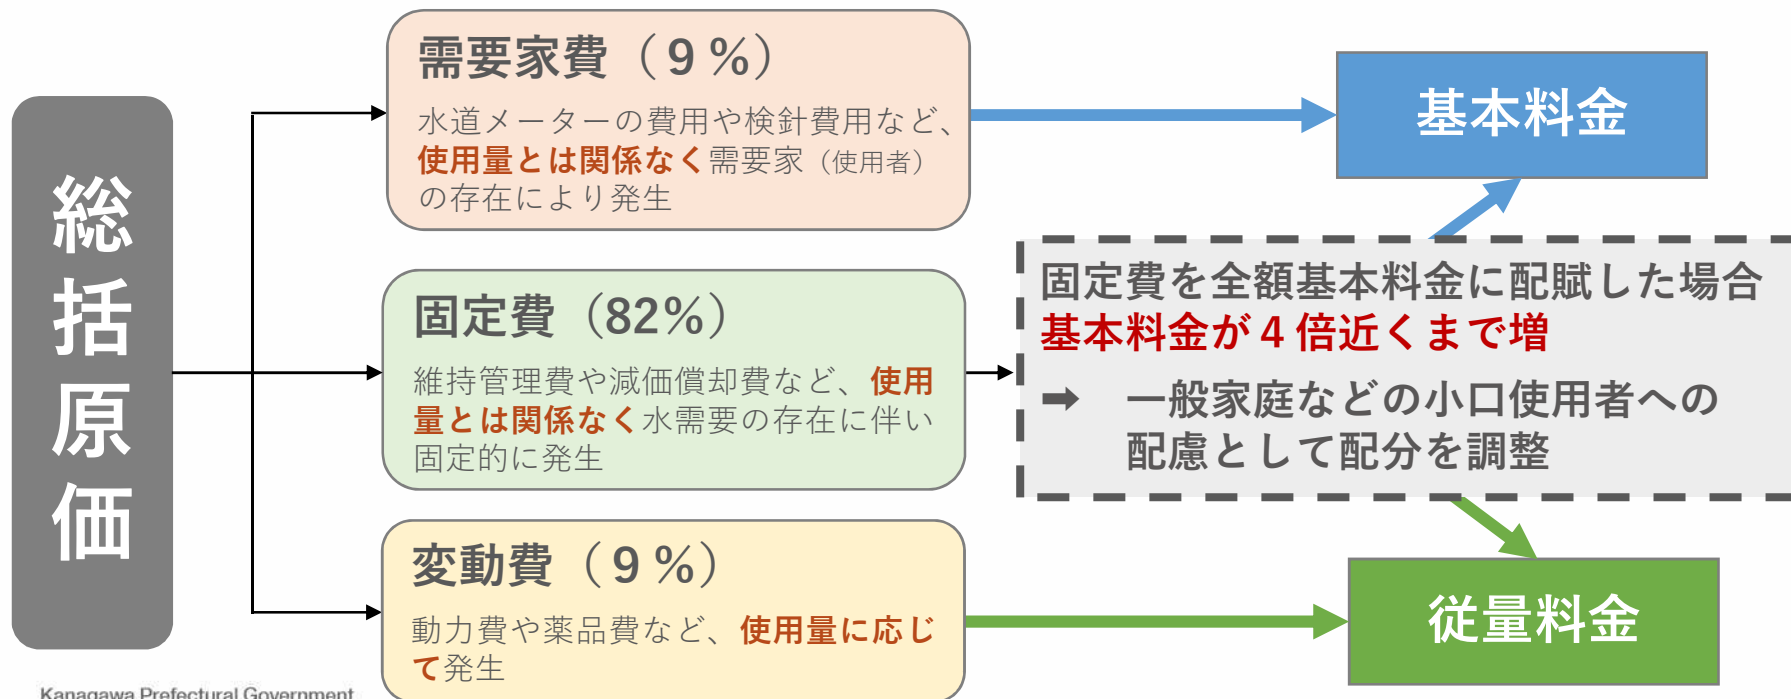 総括原価
需要家費（９％）
水道メーターの費用や検針費用など、
使用量とは関係なく需要家（使用者）
の存在により発生
固定費（82％）
維持管理費や減価償却費など、使用
量とは関係なく水需要の存在に伴い
固定的に発生
変動費（９％）
動力費や薬品費など、使用量に応じ
て発生
基本料金
固定費を全額基本料金に配賦した場合
基本料金が４倍近くまで増
➡ 一般家庭などの小口使用者への
配慮として配分を調整
従量料金
Kanagawa Prefectural Government